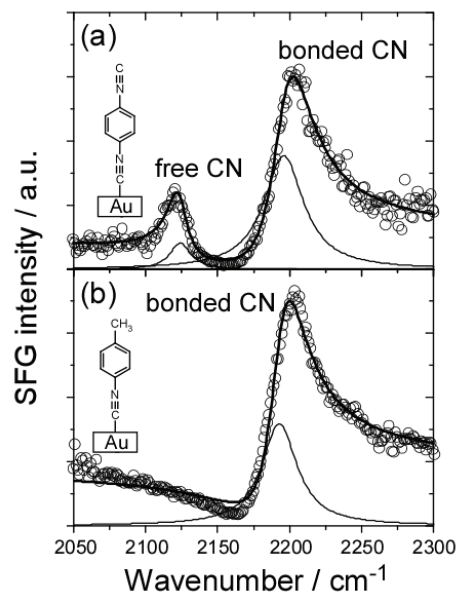 (a)
bonded CN
C≡N
N≡C
Au
free CN
(b)
bonded CN
CH3
N≡C
Au
SFG intensity / a.u.
2050 2100 2150 2200 2250 2300
Wavenumber / cm-1